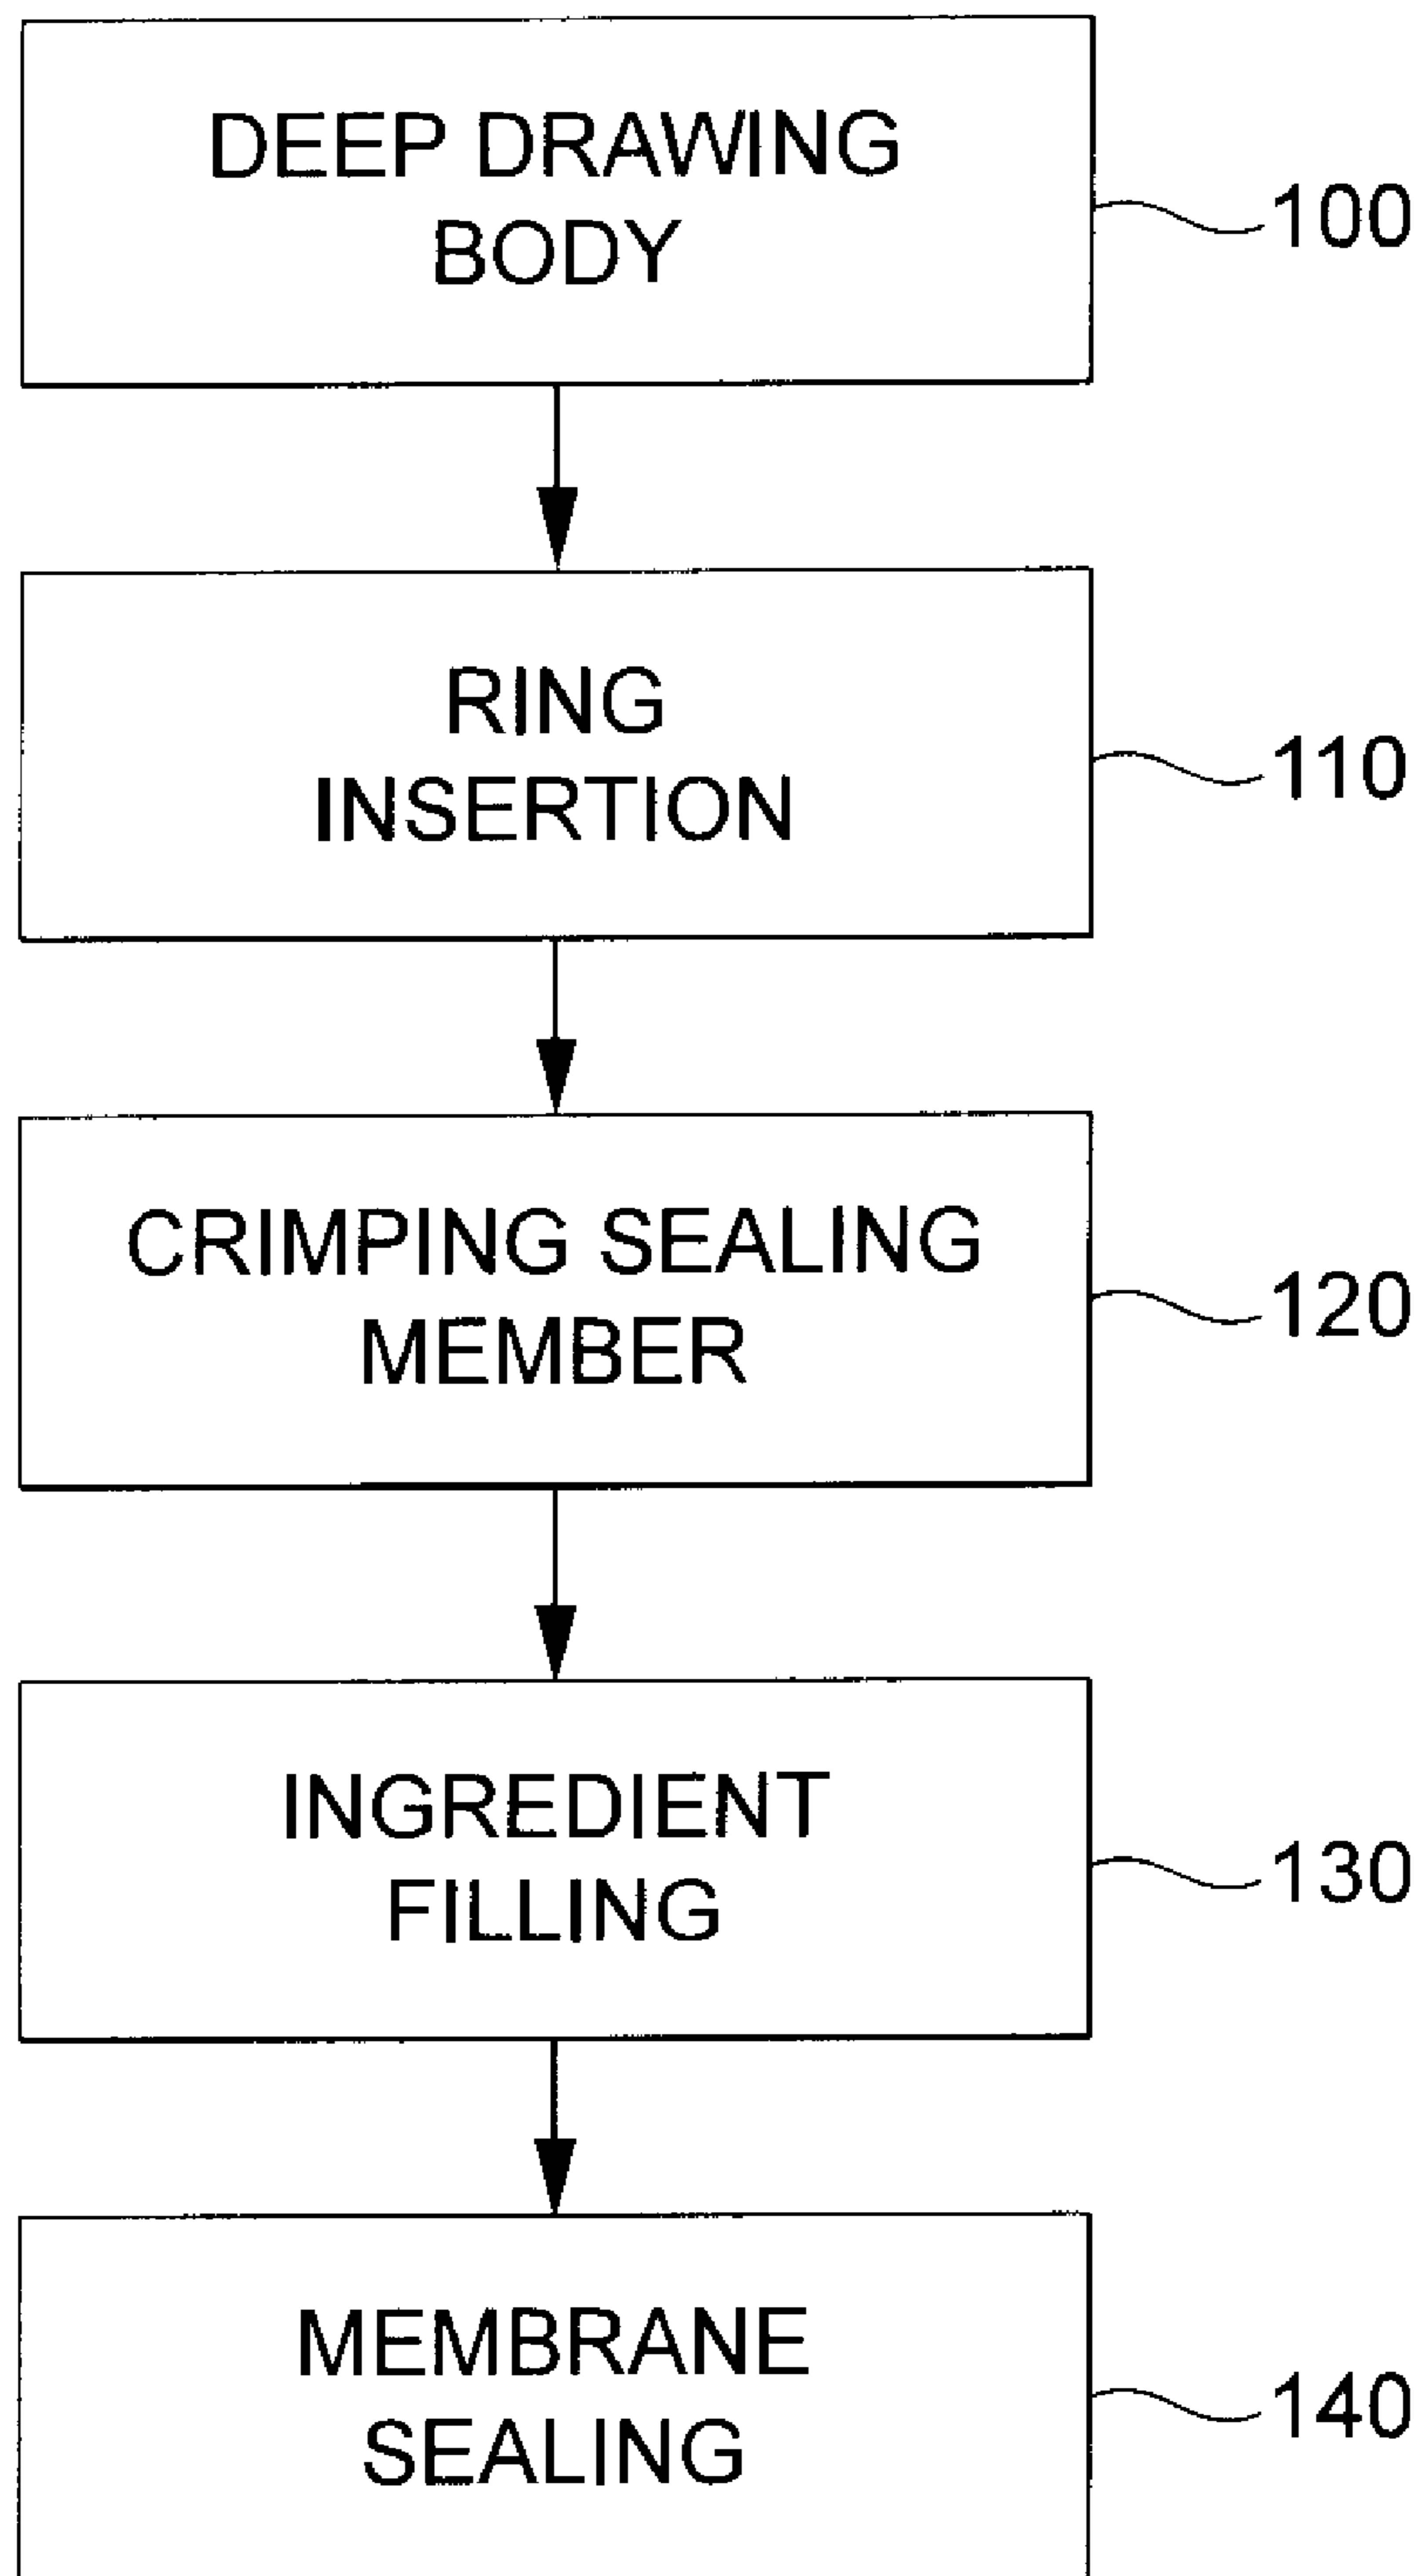 DEEP DRAWING
BODY
100
RING
INSERTION
110
CRIMPING SEALING
MEMBER
120
INGREDIENT
FILLING
130
MEMBRANE
SEALING
140